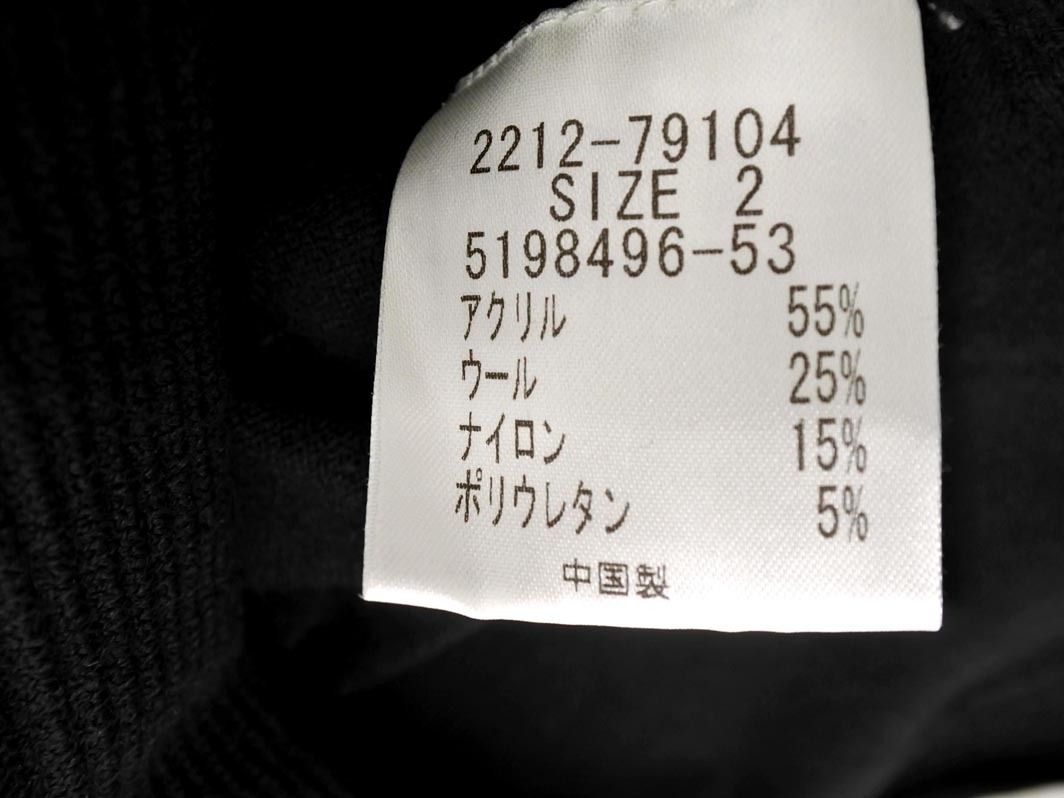 2212-79104
SIZE 2
5198496-53
アクリル 55%
ウール 25%
ナイロン 15%
ポリウレタン 5%
中国製